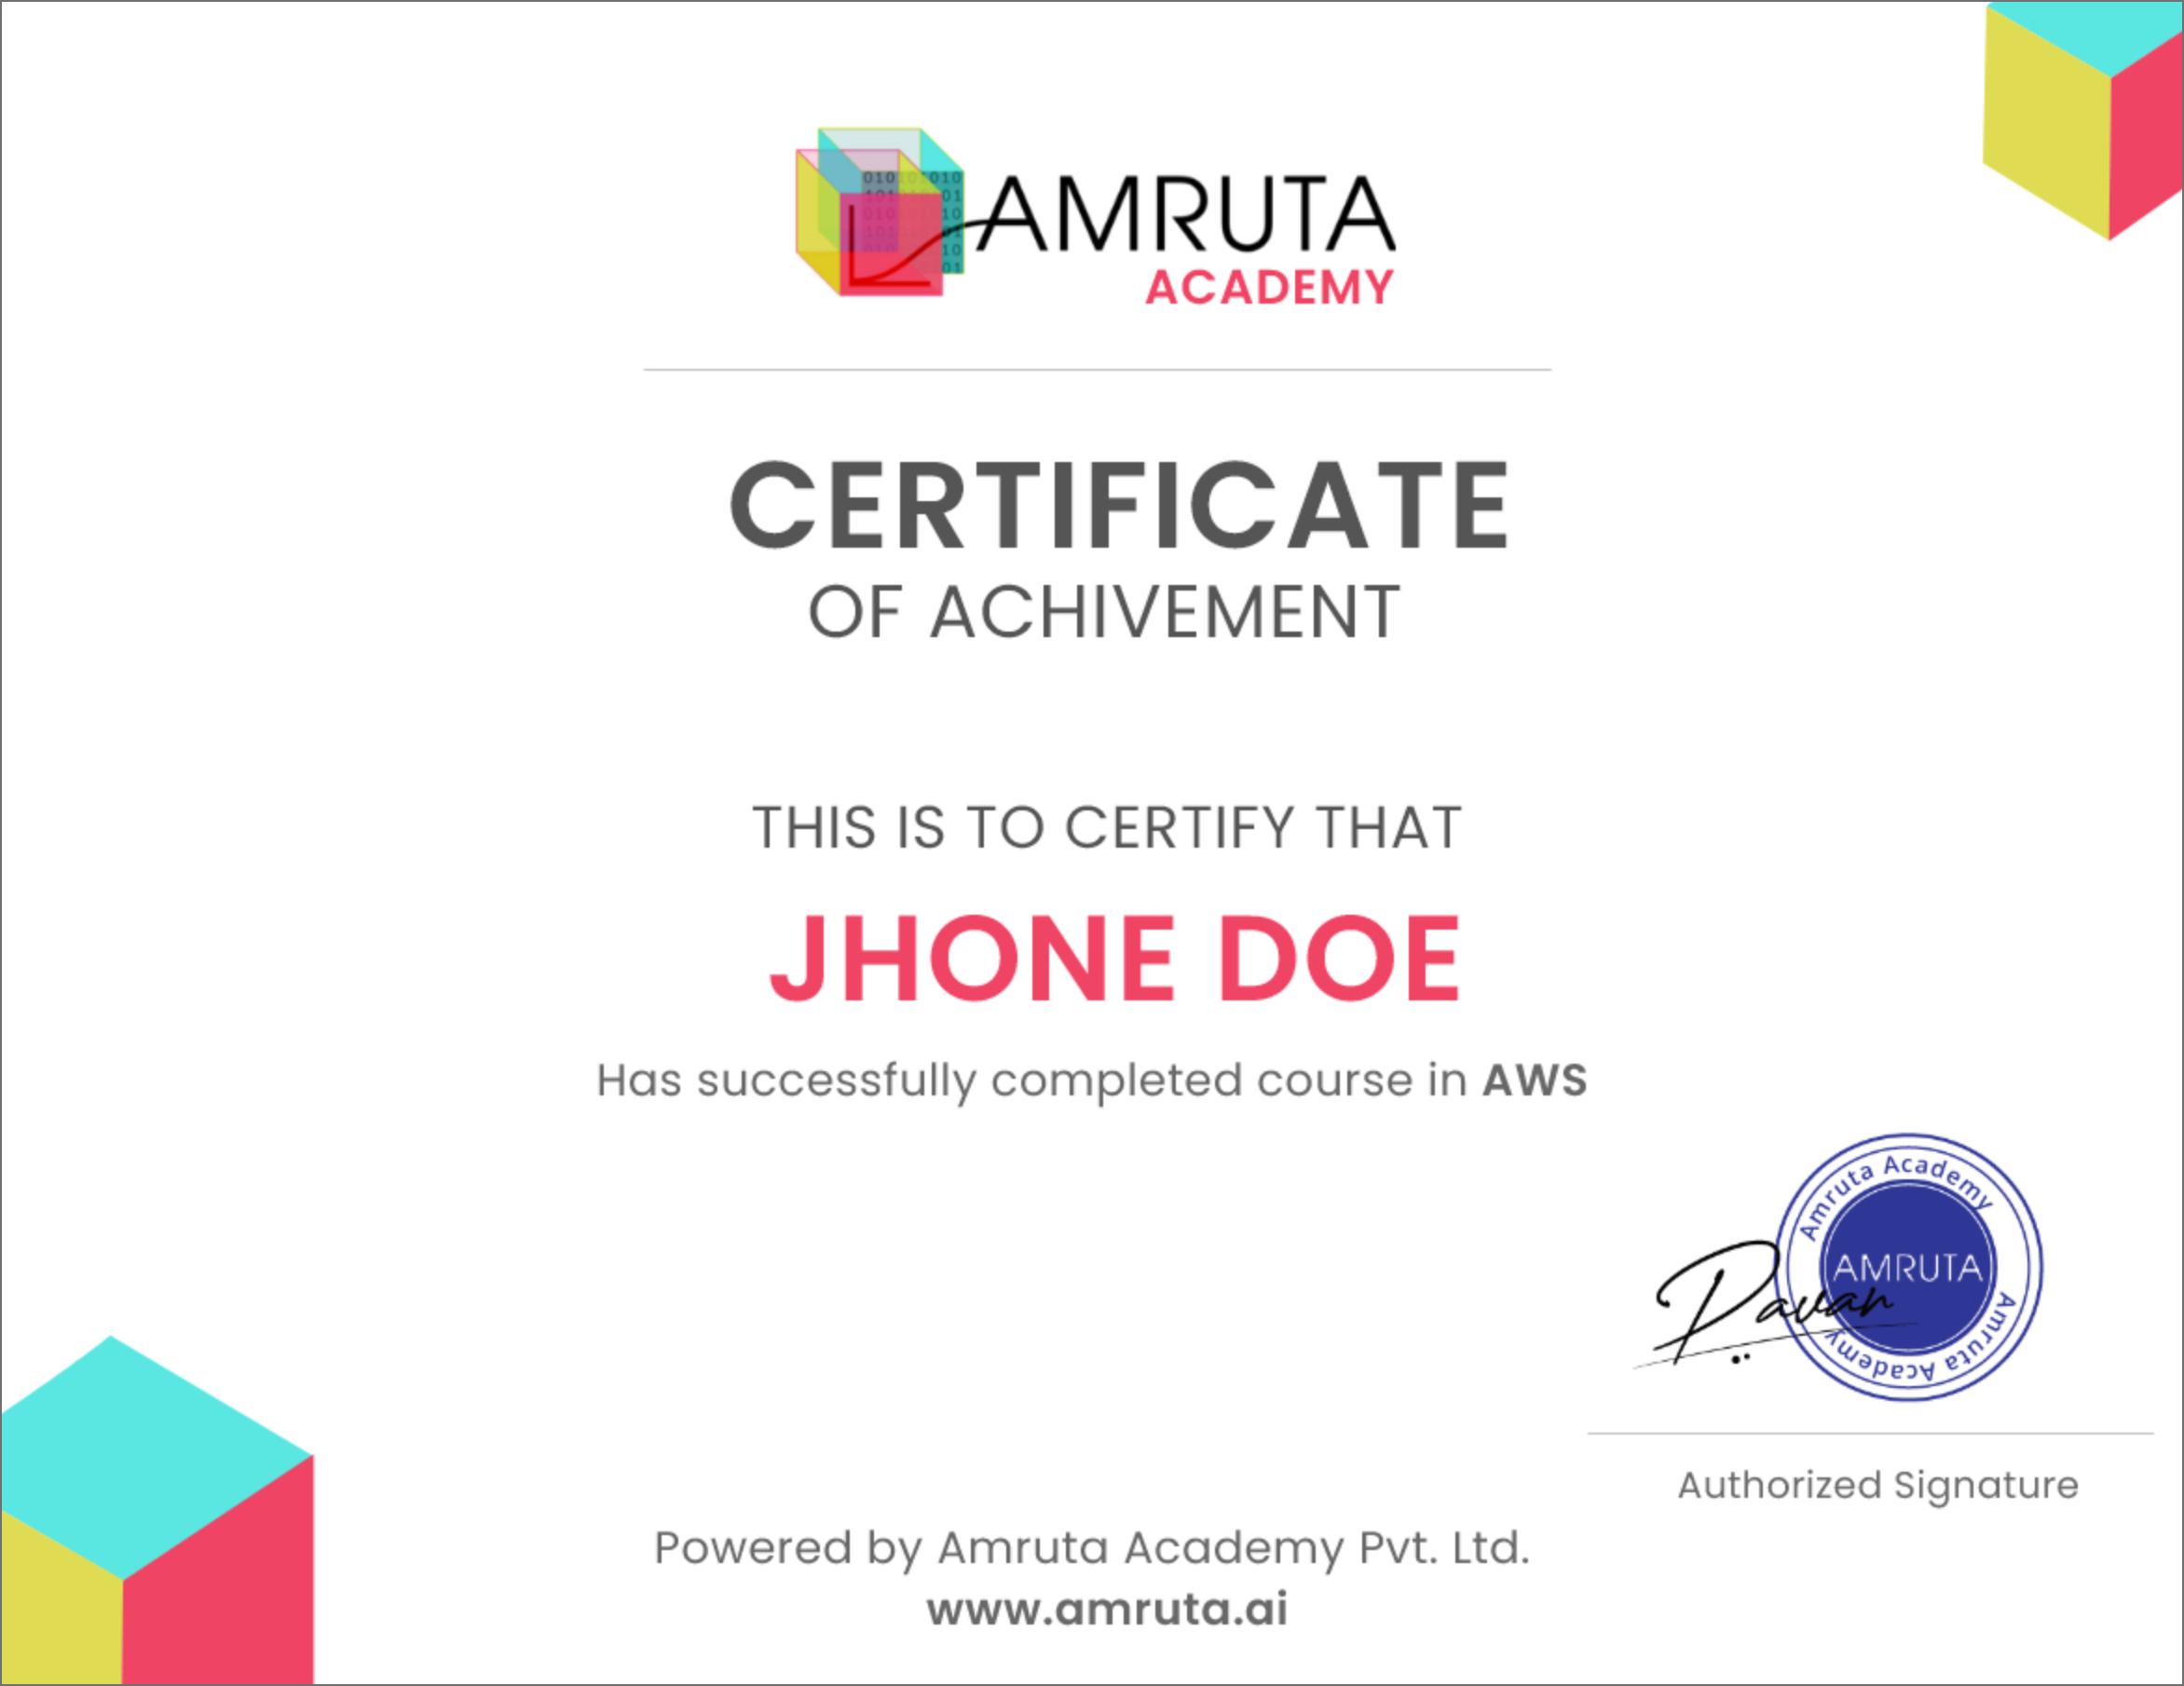 AMRUTA
ACADEMY
CERTIFICATE
OF ACHIVEMENT
THIS IS TO CERTIFY THAT
JHONE DOE
Has successfully completed course in AWS
Amruta Academy
AMRUTA
Amruta Academy
Pavan
Authorized Signature
Powered by Amruta Academy Pvt. Ltd.
www.amruta.ai